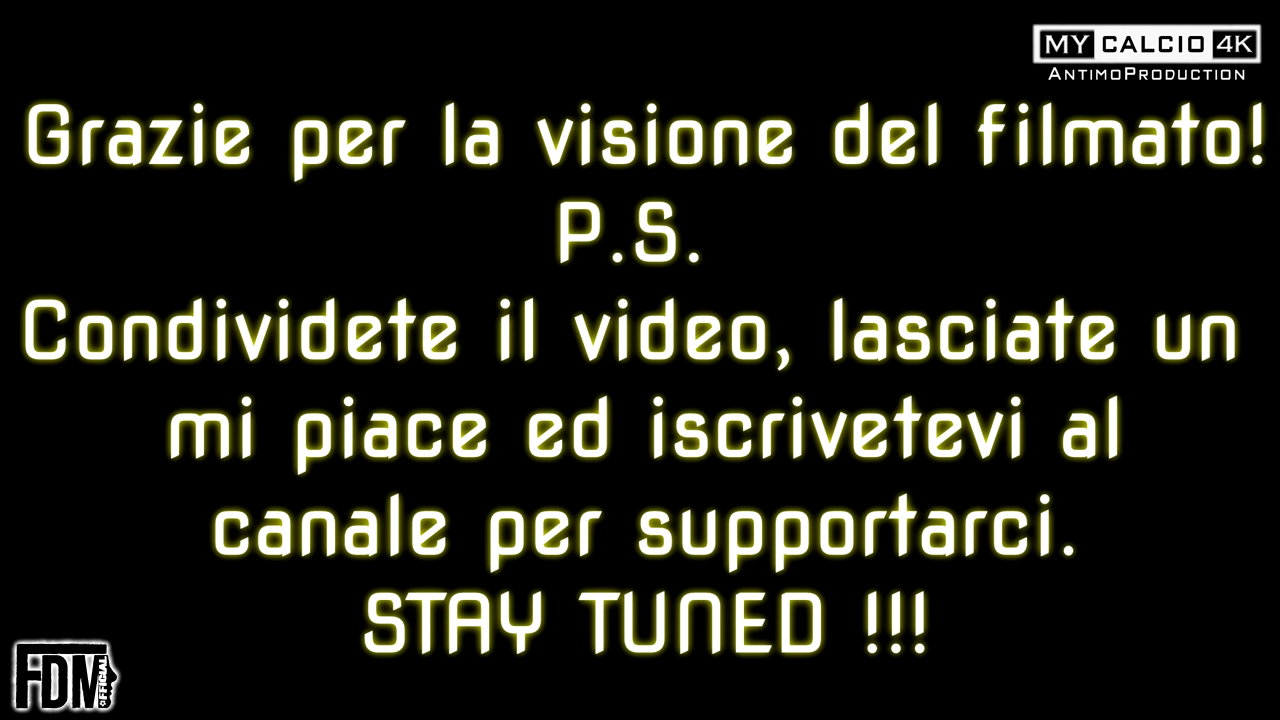 MY CALCIO 4K
AntimoProduction
Grazie per la visione del filmato!
P.S.
Condividete il video, lasciate un
mi piace ed iscrivetevi al
canale per supportarci.
STAY TUNED !!!
FDM
OFFICIAL